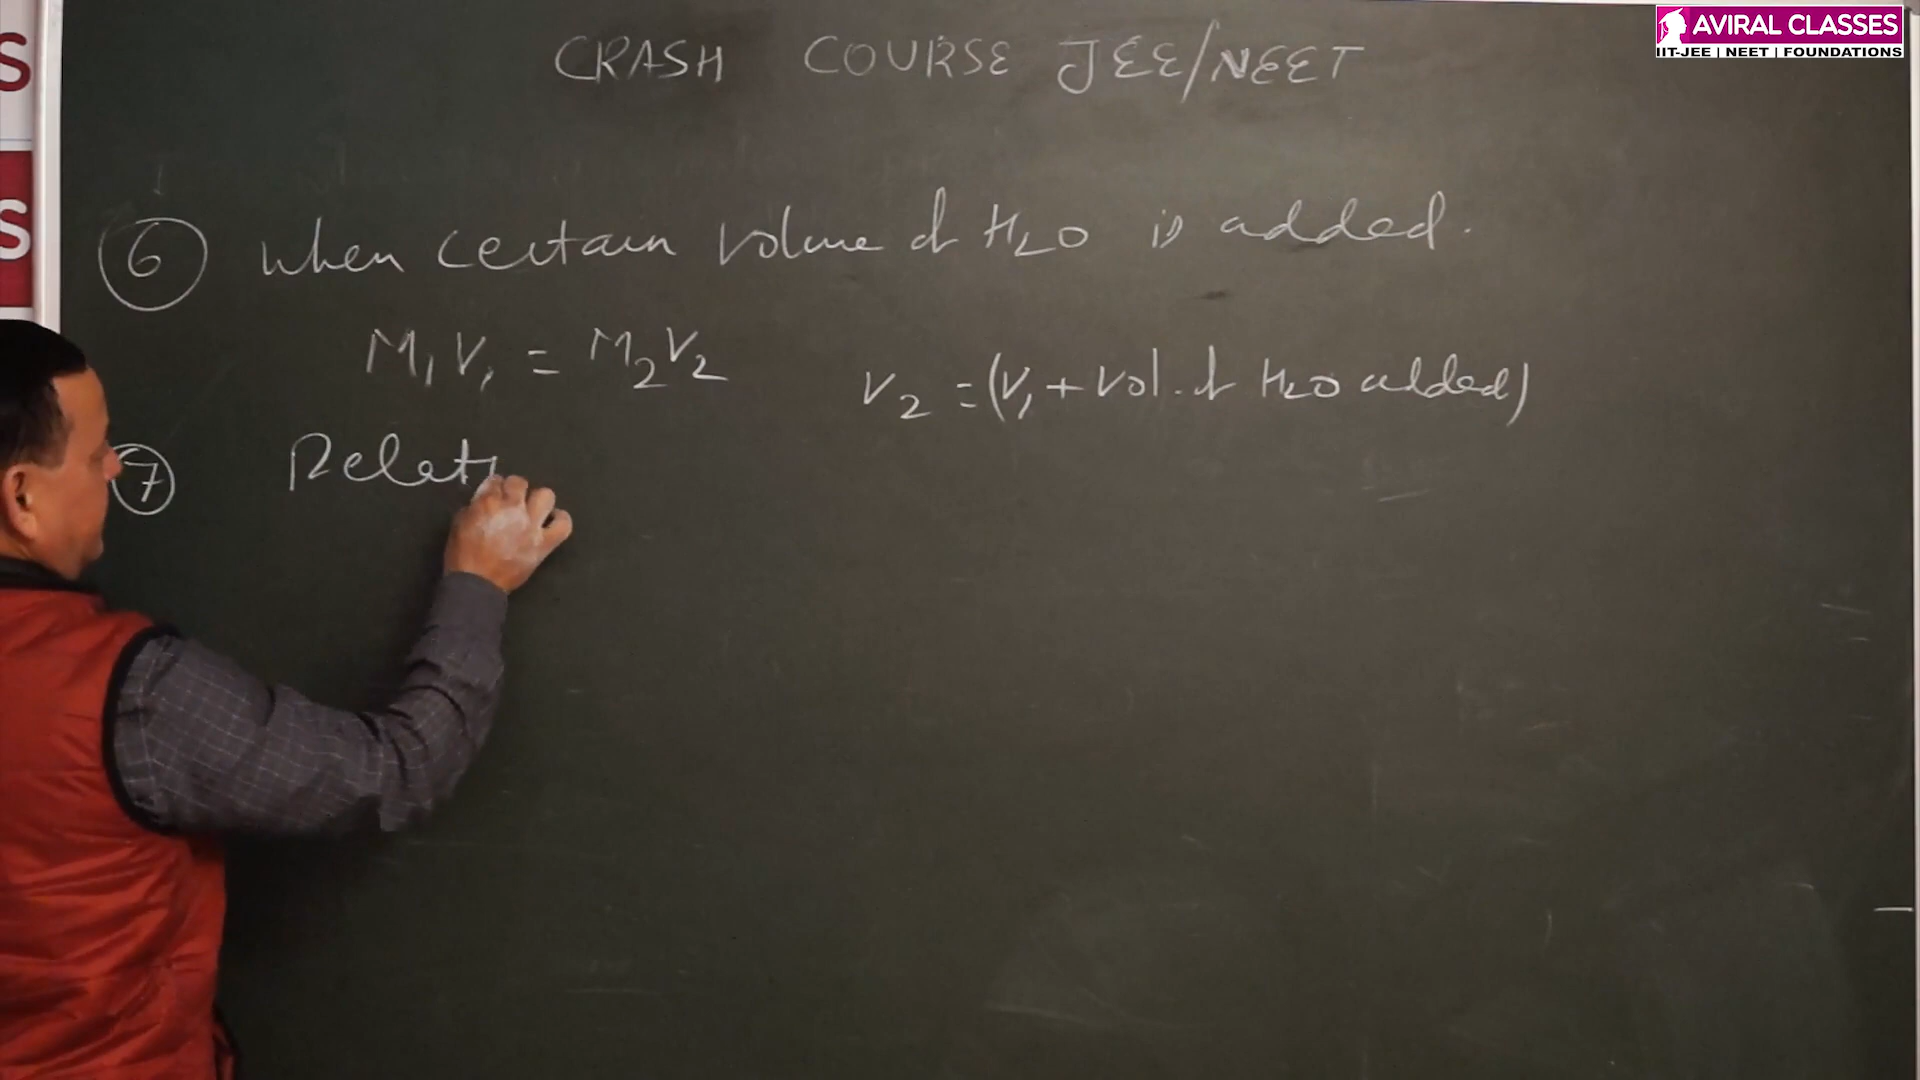 S
S
AVIRAL CLASSES
IIT-JEE | NEET | FOUNDATIONS
CRASH COURSE JEE/NEET
6 When certain volume of H₂O is added.
M₁V₁ = M₂V₂ V₂ = (V₁ + Vol. of H₂O added)
7 Relati